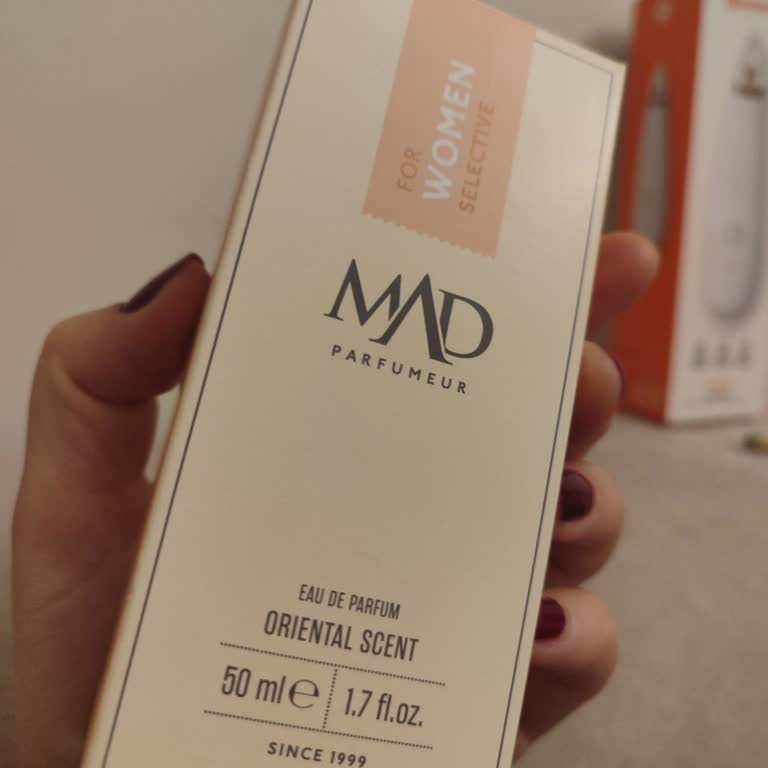 FOR
WOMEN
SELECTIVE
MAD
PARFUMEUR
EAU DE PARFUM
ORIENTAL SCENT
50 ml℮ 1.7 fl.oz.
SINCE 1999